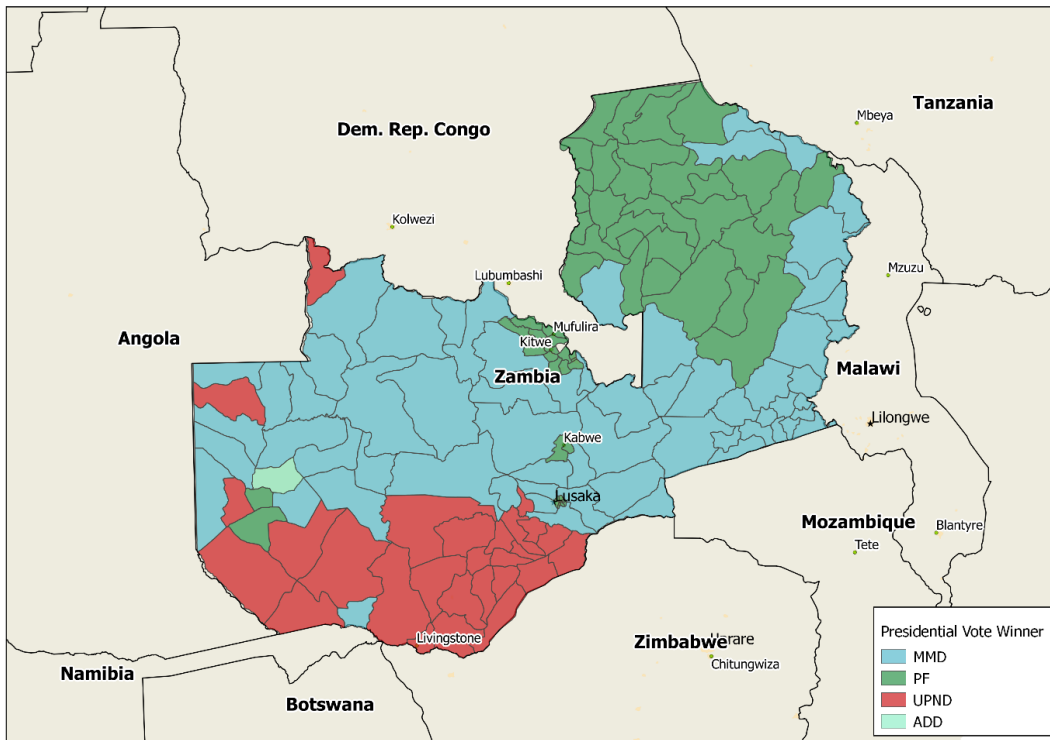 Tanzania
Mbeya
Dem. Rep. Congo
Kolwezi
Lubumbashi
Mzuzu
Angola
Mufulira
Kitwe
Zambia
Malawi
Lilongwe
Kabwe
Lusaka
Mozambique
Blantyre
Tete
Livingstone
Zimbabwe
Harare
Chitungwiza
Namibia
Botswana
Presidential Vote Winner
MMD
PF
UPND
ADD